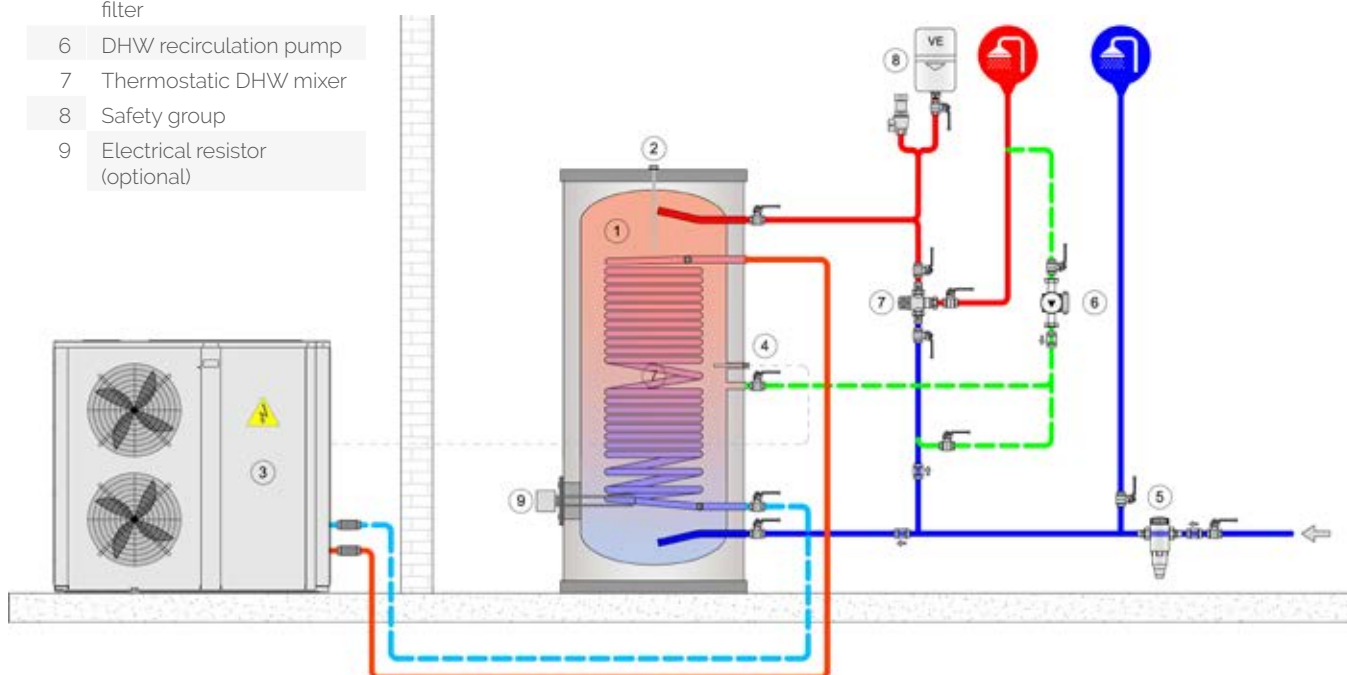 filter
6 DHW recirculation pump
7 Thermostatic DHW mixer
8 Safety group
9 Electrical resistor
(optional)
VE
8
2
1
7
6
4
7
3
9
5